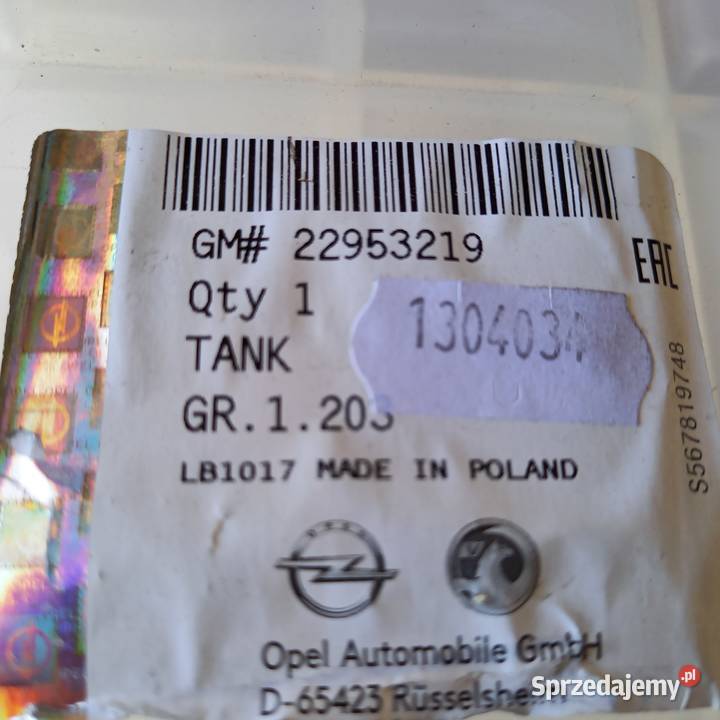 GM# 22953219
EAC
Qty 1
1304034
TANK
GR.1.203
LB1017 MADE IN POLAND
S567819748
Opel Automobile GmbH
D-65423 Rüsselsheim
Sprzedajemy.pl